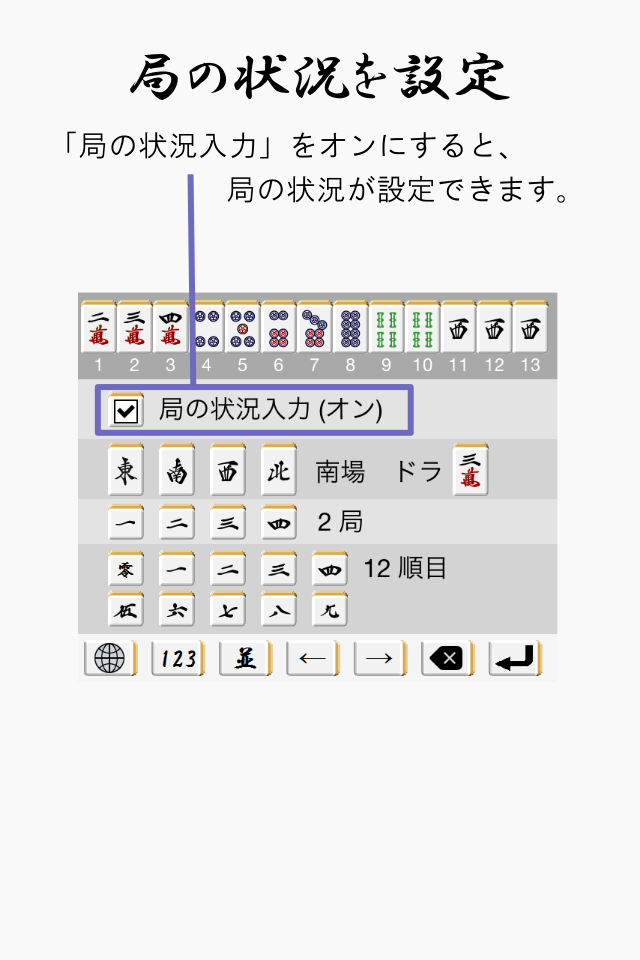 局の状況を設定
「局の状況入力」をオンにすると、
局の状況が設定できます。
二萬 三萬 四萬 西 西 西
1 2 3 4 5 6 7 8 9 10 11 12 13
局の状況入力 (オン)
東 南 西 北 南場 ドラ 三萬
一 二 三 四 2 局
零 一 二 三 四 12 順目
伍 六 七 八 九
123 並 ← →